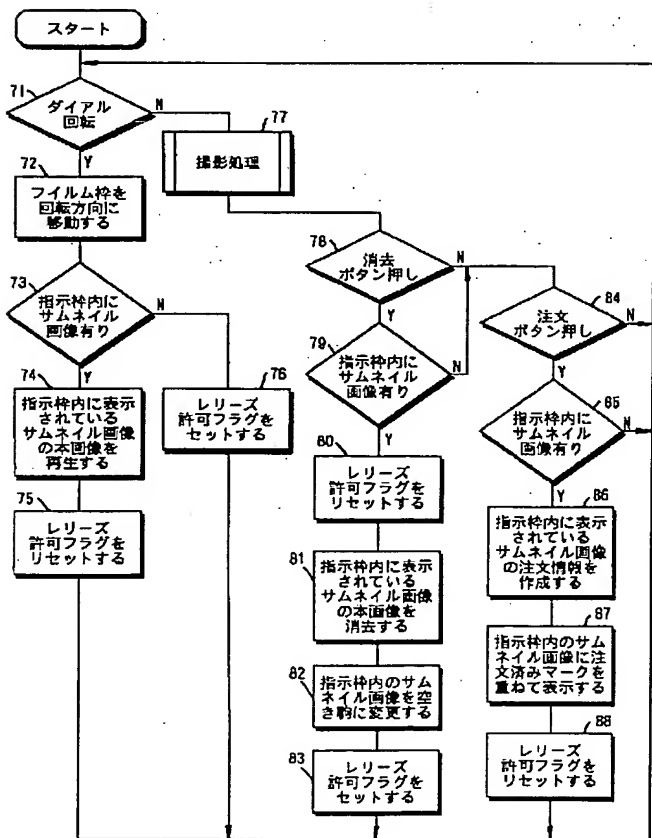 スタート
71
ダイアル
回転
N
Y
72
フイルム枠を
回転方向に
移動する
73
指示枠内に
サムネイル
画像有り
N
Y
74
指示枠内に表示
されている
サムネイル画像
の本画像を
再生する
75
レリーズ
許可フラグを
リセットする
76
レリーズ
許可フラグを
セットする
77
撮影処理
78
消去
ボタン押し
N
Y
79
指示枠内に
サムネイル
画像有り
N
Y
80
レリーズ
許可フラグを
リセットする
81
指示枠内に表示
されている
サムネイル画像
の本画像を
消去する
82
指示枠内のサム
ネイル画像を空
き駒に変更する
83
レリーズ
許可フラグを
セットする
84
注文
ボタン押し
N
Y
85
指示枠内に
サムネイル
画像有り
N
Y
86
指示枠内に表示
されている
サムネイル画像
の注文情報を
作成する
87
指示枠内のサム
ネイル画像に注
文済みマークを
重ねて表示する
88
レリーズ
許可フラグを
リセットする